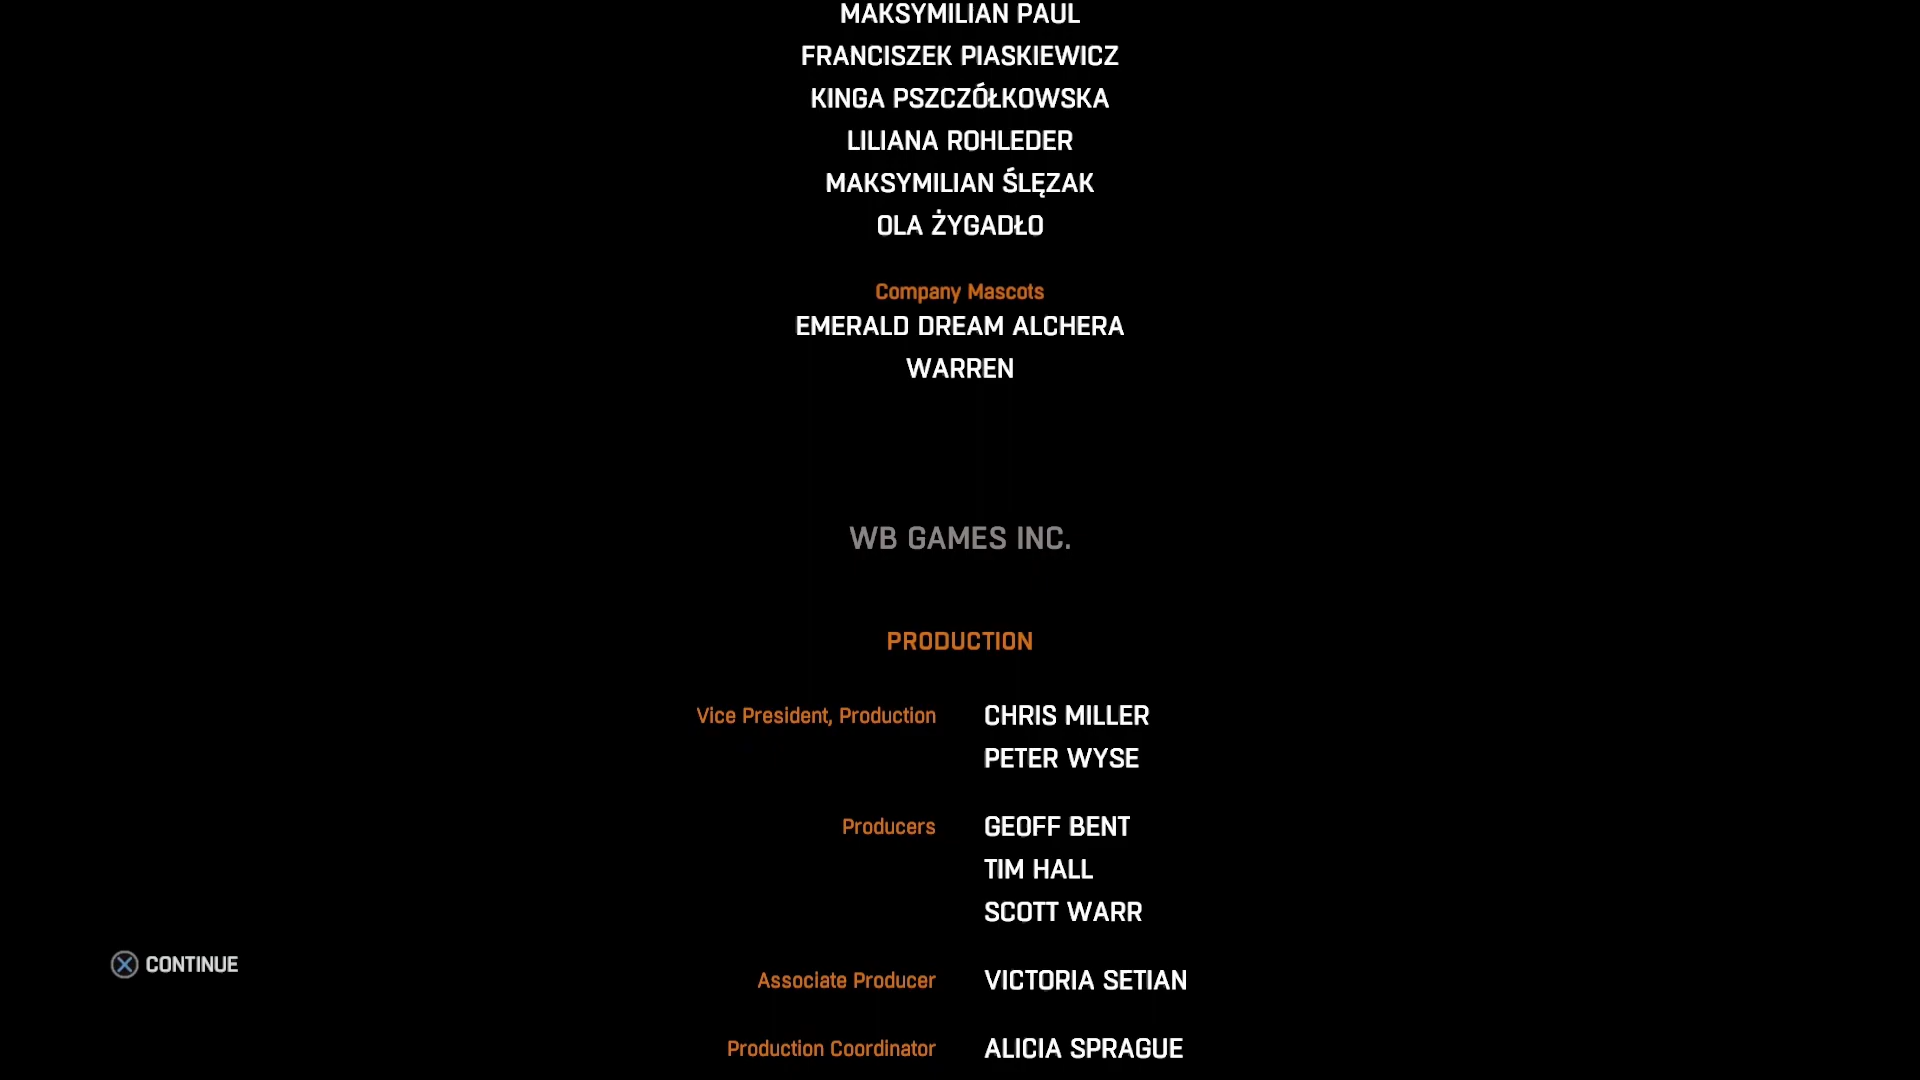 MAKSYMILIAN PAUL
FRANCISZEK PIASKIEWICZ
KINGA PSZCZÓŁKOWSKA
LILIANA ROHLEDER
MAKSYMILIAN ŚLĘZAK
OLA ŻYGADŁO
Company Mascots
EMERALD DREAM ALCHERA
WARREN
WB GAMES INC.
PRODUCTION
Vice President, Production CHRIS MILLER
PETER WYSE
Producers GEOFF BENT
TIM HALL
SCOTT WARR
CONTINUE
Associate Producer VICTORIA SETIAN
Production Coordinator ALICIA SPRAGUE